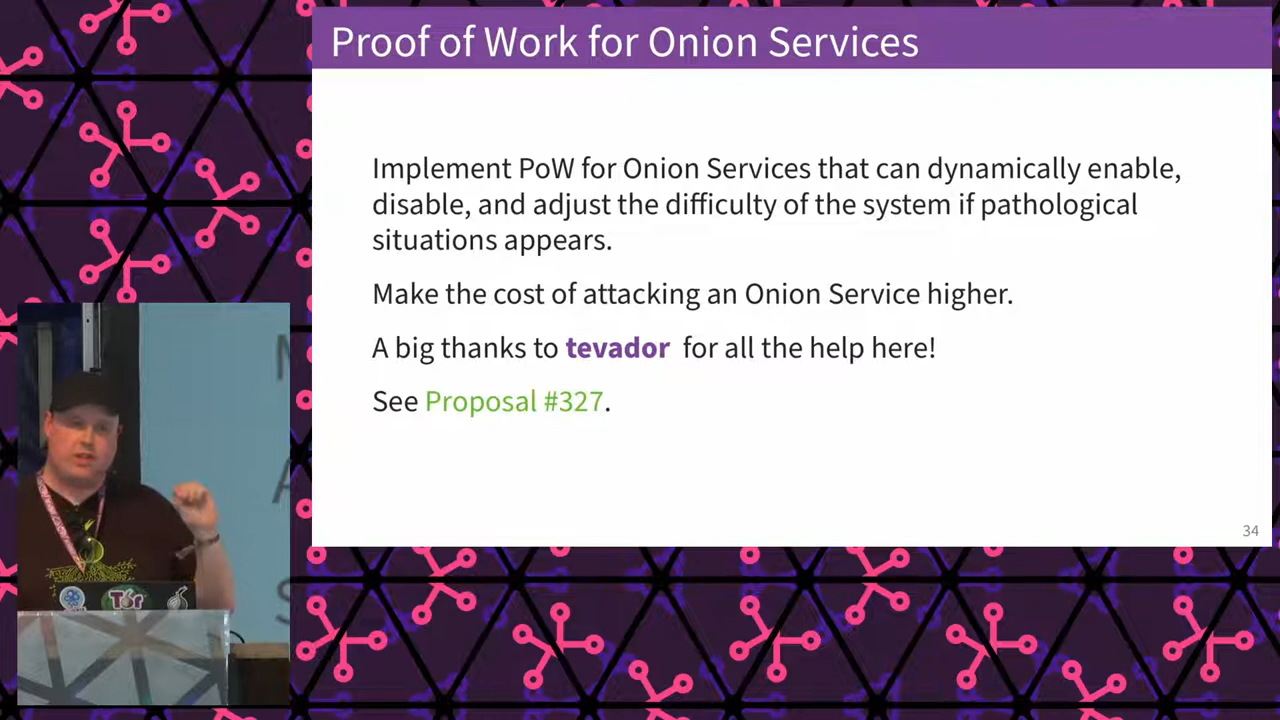 Proof of Work for Onion Services
Implement PoW for Onion Services that can dynamically enable,
disable, and adjust the difficulty of the system if pathological
situations appears.
Make the cost of attacking an Onion Service higher.
A big thanks to tevador for all the help here!
See Proposal #327.
34
M
A
S
Tor